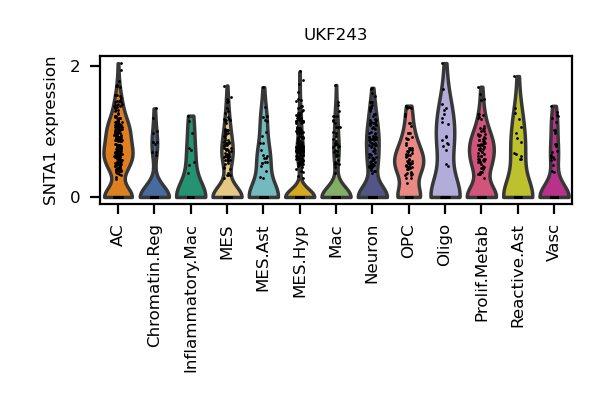 UKF243
SNTA1 expression
2
0
AC
Chromatin.Reg
Inflammatory.Mac
MES
MES.Ast
MES.Hyp
Mac
Neuron
OPC
Oligo
Prolif.Metab
Reactive.Ast
Vasc